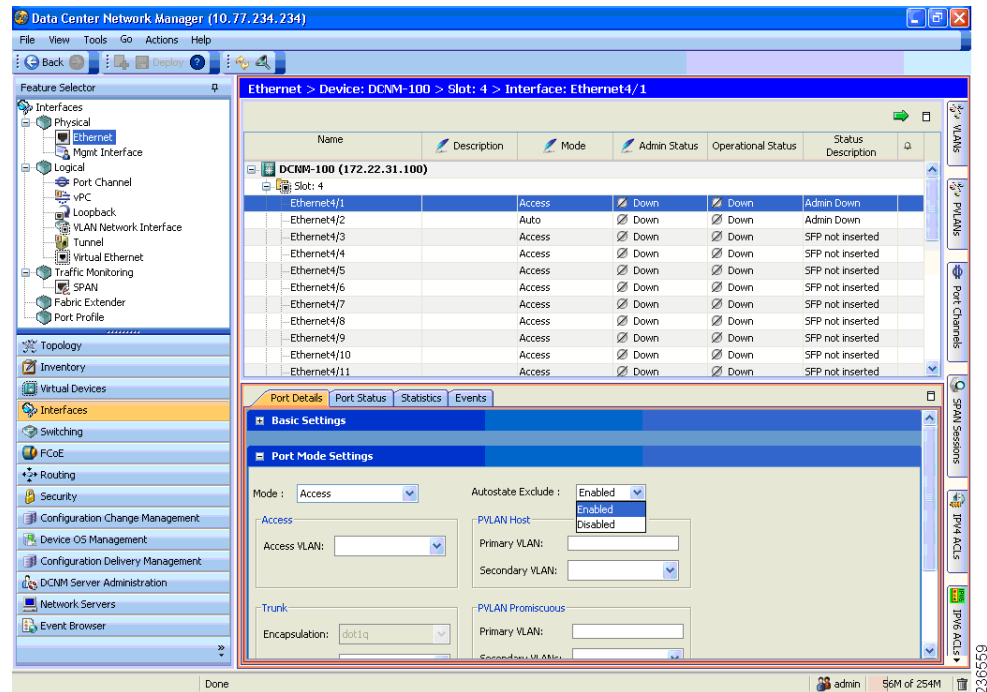 Data Center Network Manager (10.77.234.234)
File View Tools Go Actions Help
Back Deploy
Feature Selector
Interfaces
Physical
Ethernet
Mgmt Interface
Logical
Port Channel
vPC
Loopback
VLAN Network Interface
Tunnel
Virtual Ethernet
Traffic Monitoring
SPAN
Fabric Extender
Port Profile
Topology
Inventory
Virtual Devices
Interfaces
Switching
FCoE
Routing
Security
Configuration Change Management
Device OS Management
Configuration Delivery Management
DCNM Server Administration
Network Servers
Event Browser
Ethernet > Device: DCNM-100 > Slot: 4 > Interface: Ethernet4/1
Name Description Mode Admin Status Operational Status Status Description
DCNM-100 (172.22.31.100)
Slot: 4
Ethernet4/1 Access Down Down Admin Down
Ethernet4/2 Auto Down Down Admin Down
Ethernet4/3 Access Down Down SFP not inserted
Ethernet4/4 Access Down Down SFP not inserted
Ethernet4/5 Access Down Down SFP not inserted
Ethernet4/6 Access Down Down SFP not inserted
Ethernet4/7 Access Down Down SFP not inserted
Ethernet4/8 Access Down Down SFP not inserted
Ethernet4/9 Access Down Down SFP not inserted
Ethernet4/10 Access Down Down SFP not inserted
Ethernet4/11 Access Down Down SFP not inserted
Port Details Port Status Statistics Events
Basic Settings
Port Mode Settings
Mode : Access Autostate Exclude : Enabled
Enabled
Disabled
Access
Access VLAN:
PVLAN Host
Primary VLAN:
Secondary VLAN:
Trunk
Encapsulation: dot1q
PVLAN Promiscuous
Primary VLAN:
Secondary VLANs:
VLANs
PVLANs
Port Channels
SPAN Sessions
IPV4 ACLs
IPV6 ACLs
Done
admin 56M of 254M
236559